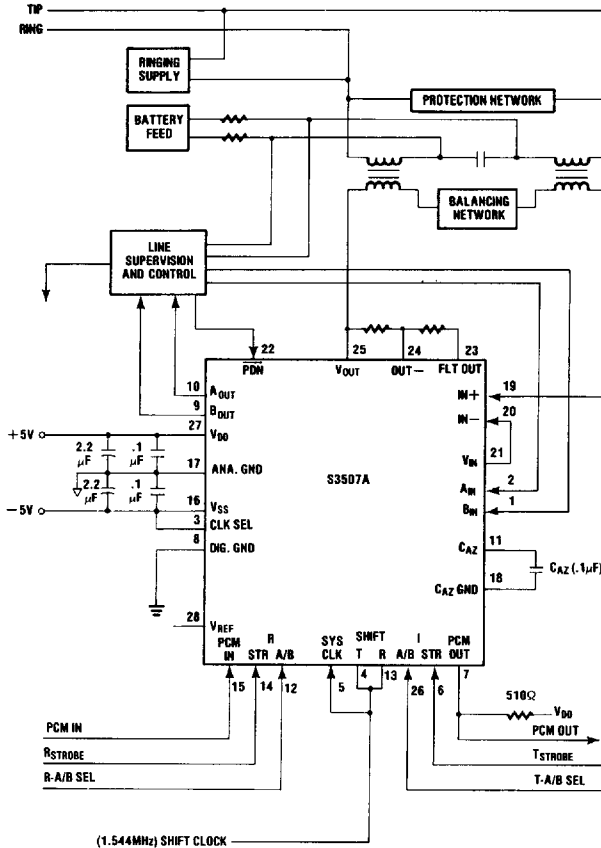 TIP
RING
RINGING
SUPPLY
PROTECTION NETWORK
BATTERY
FEED
BALANCING
NETWORK
LINE
SUPERVISION
AND CONTROL
22
25
24
23
PDN
VOUT
OUT–
FLT OUT
10
AOUT
IN+
19
9
BOUT
IN–
20
+5V
27
VDD
2.2
µF
.1
µF
VIN
21
17
ANA. GND
S3507A
2.2
µF
.1
µF
AIN
2
–5V
16
VSS
BIN
1
3
CLK SEL
8
DIG. GND
CAZ
11
CAZ (.1µF)
CAZ GND
18
28
VREF
PCM
IN
R
STR A/B
SYS
CLK
SHIFT
T R
I
A/B STR
PCM
OUT
15
14
12
5
4
13
26
6
7
510Ω
VDD
PCM IN
PCM OUT
RSTROBE
TSTROBE
R-A/B SEL
T-A/B SEL
(1.544MHz) SHIFT CLOCK